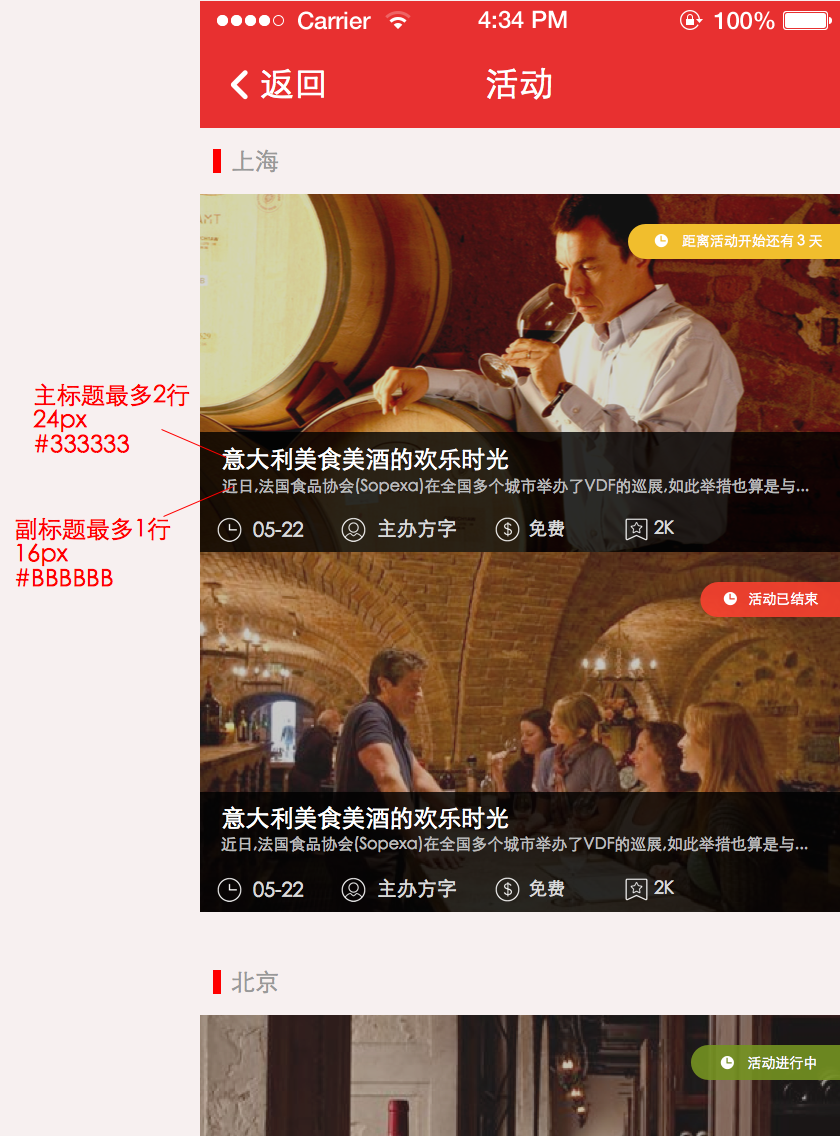 Carrier 4:34 PM 100%
返回 活动
上海
距离活动开始还有 3 天
主标题最多2行
24px
#333333
意大利美食美酒的欢乐时光
近日,法国食品协会(Sopexa)在全国多个城市举办了VDF的巡展,如此举措也算是与...
副标题最多1行
16px
#BBBBBB
05-22 主办方字 免费 2K
活动已结束
意大利美食美酒的欢乐时光
近日,法国食品协会(Sopexa)在全国多个城市举办了VDF的巡展,如此举措也算是与...
05-22 主办方字 免费 2K
北京
活动进行中